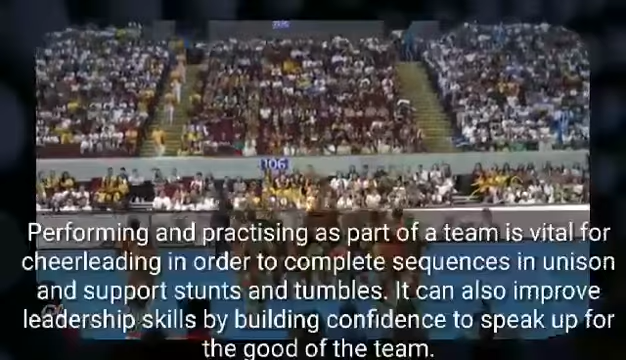 106
Performing and practising as part of a team is vital for
cheerleading in order to complete sequences in unison
and support stunts and tumbles. It can also improve
leadership skills by building confidence to speak up for
the good of the team.